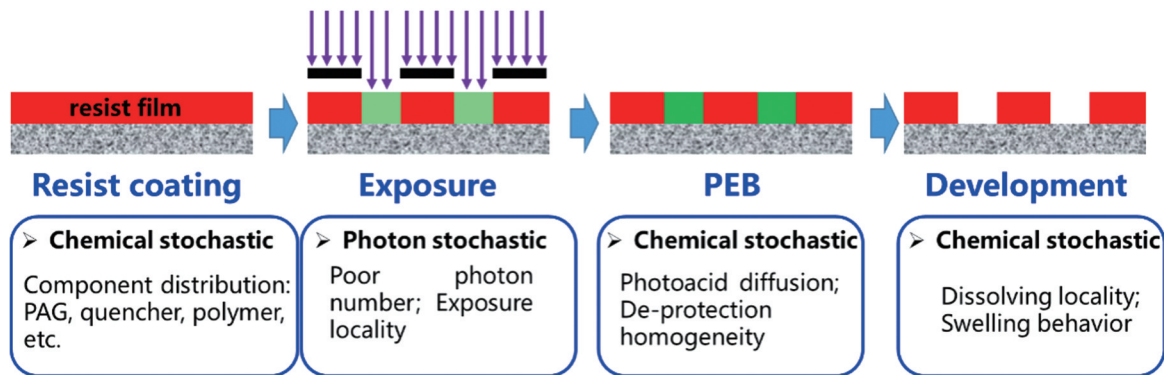 resist film
Resist coating
Exposure
PEB
Development
➢ Chemical stochastic
Component distribution:
PAG, quencher, polymer,
etc.
➢ Photon stochastic
Poor photon
number; Exposure
locality
➢ Chemical stochastic
Photoacid diffusion;
De-protection
homogeneity
➢ Chemical stochastic
Dissolving locality;
Swelling behavior